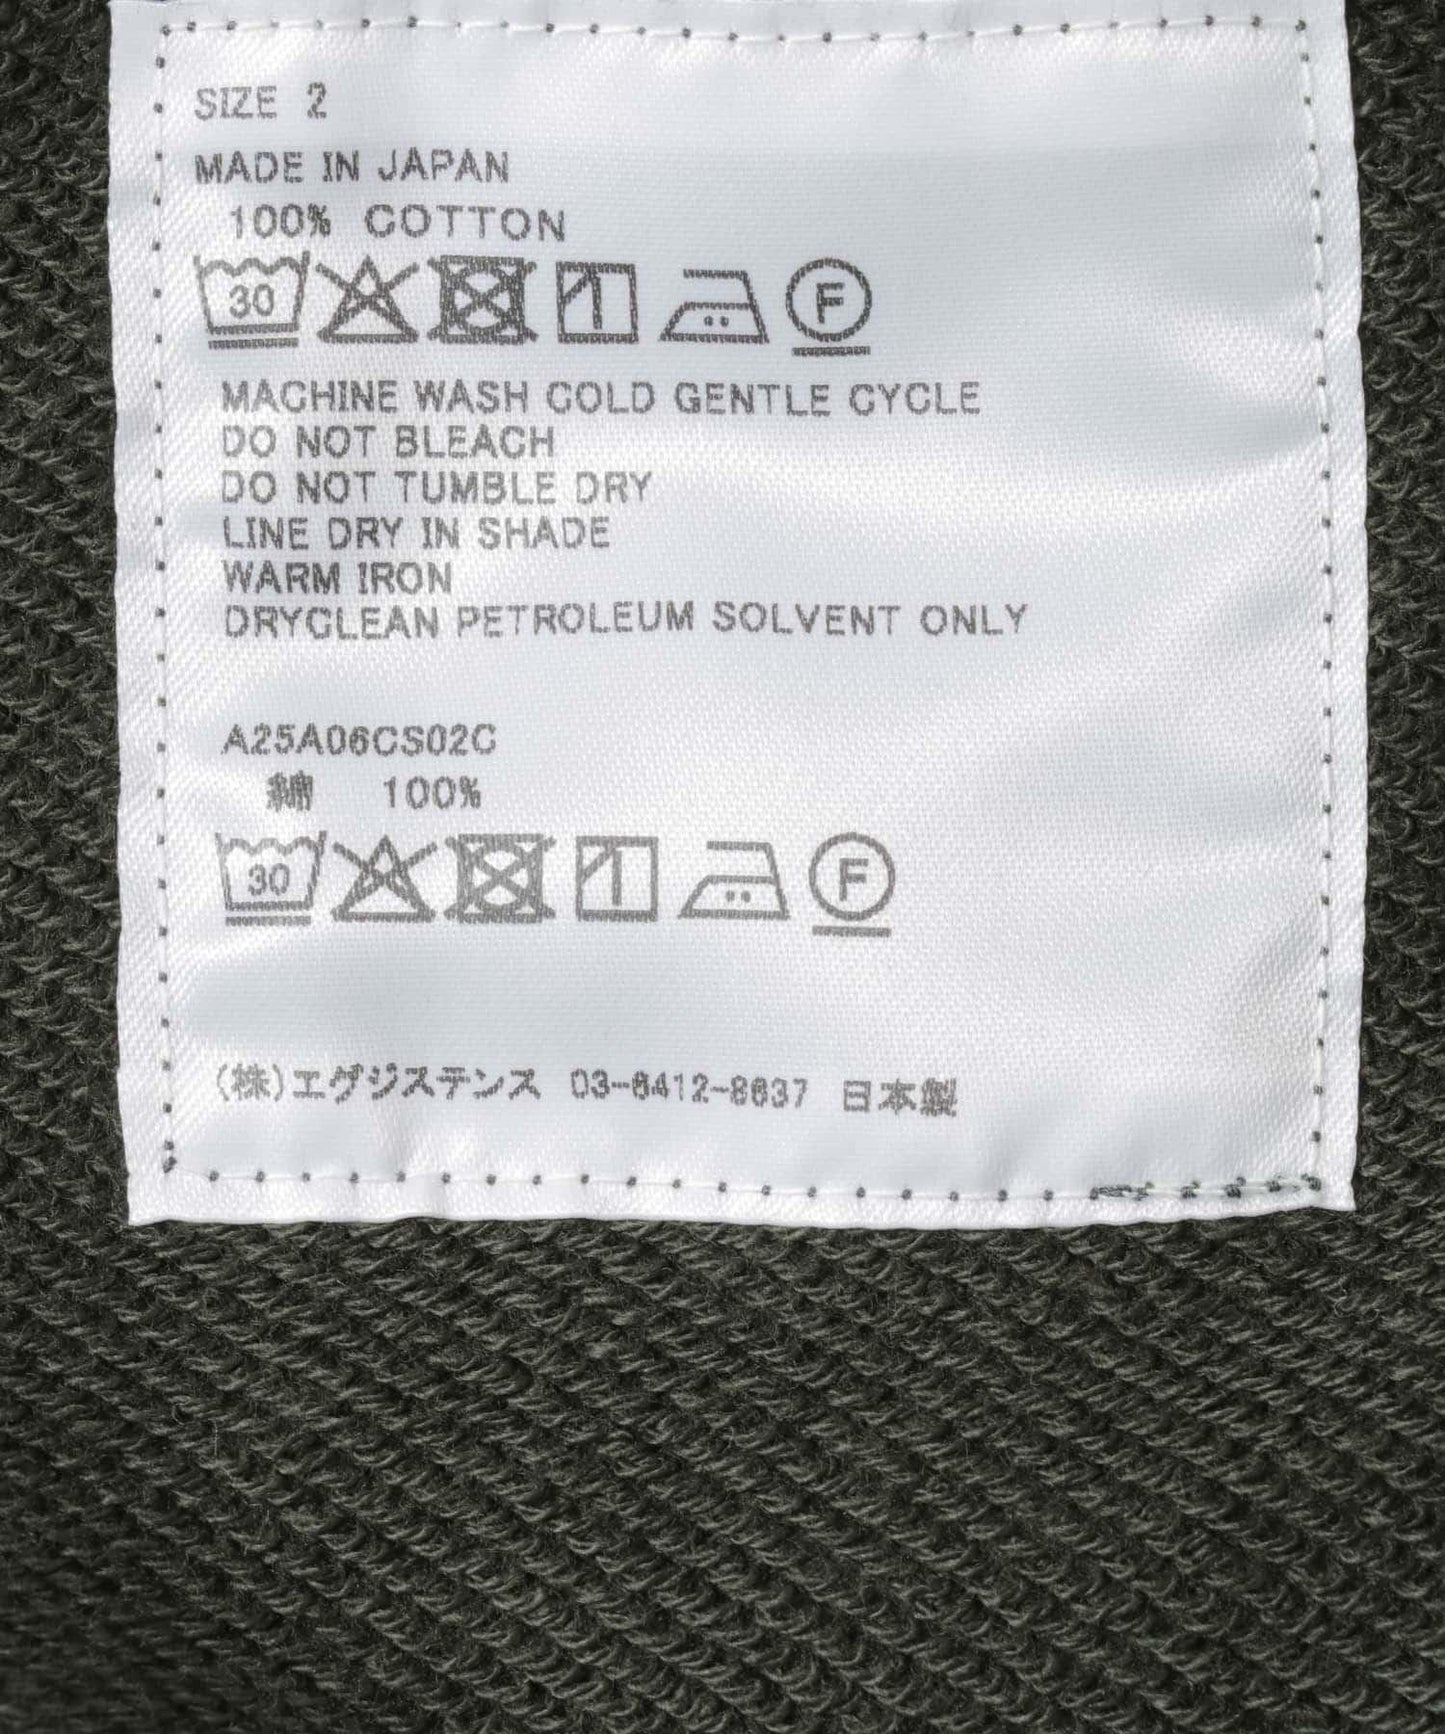 SIZE 2
MADE IN JAPAN
100% COTTON
30 F
MACHINE WASH COLD GENTLE CYCLE
DO NOT BLEACH
DO NOT TUMBLE DRY
LINE DRY IN SHADE
WARM IRON
DRYCLEAN PETROLEUM SOLVENT ONLY
A25A06CS02C
綿 100%
30 F
(株)エグジステンス 03-6412-8637 日本製